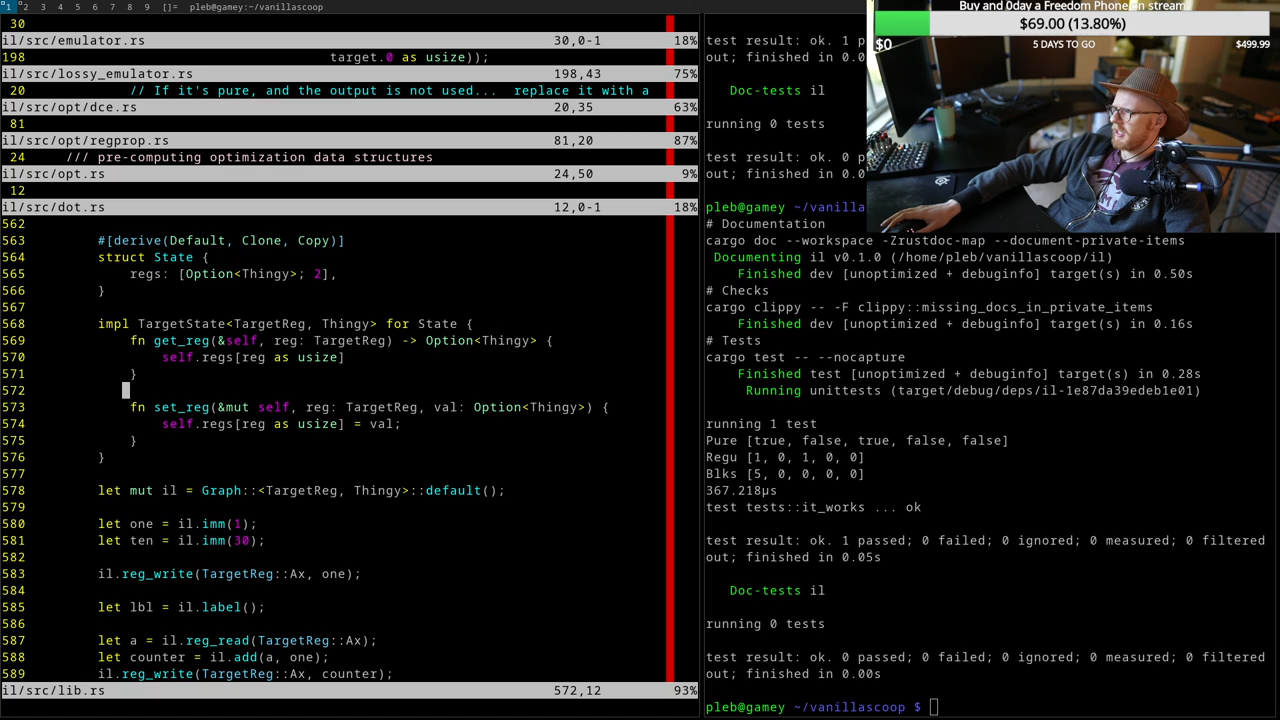 1 2 3 4 5 6 7 8 9 []= pleb@gamey:~/vanillascoop
30
il/src/emulator.rs 30,0-1 18%
198 target.0 as usize));
il/src/lossy_emulator.rs 198,43 75%
20 // If it's pure, and the output is not used... replace it with a
il/src/opt/dce.rs 20,35 63%
81
il/src/opt/regprop.rs 81,20 87%
24 /// pre-computing optimization data structures
il/src/opt.rs 24,50 9%
12
il/src/dot.rs 12,0-1 18%
562
563 #[derive(Default, Clone, Copy)]
564 struct State {
565 regs: [Option<Thingy>; 2],
566 }
567
568 impl TargetState<TargetReg, Thingy> for State {
569 fn get_reg(&self, reg: TargetReg) -> Option<Thingy> {
570 self.regs[reg as usize]
571 }
572
573 fn set_reg(&mut self, reg: TargetReg, val: Option<Thingy>) {
574 self.regs[reg as usize] = val;
575 }
576 }
577
578 let mut il = Graph::<TargetReg, Thingy>::default();
579
580 let one = il.imm(1);
581 let ten = il.imm(30);
582
583 il.reg_write(TargetReg::Ax, one);
584
585 let lbl = il.label();
586
587 let a = il.reg_read(TargetReg::Ax);
588 let counter = il.add(a, one);
589 il.reg_write(TargetReg::Ax, counter);
il/src/lib.rs 572,12 93%
test result: ok. 1 p
out; finished in 0.0
Doc-tests il
running 0 tests
test result: ok. 0 p
out; finished in 0.0
pleb@gamey ~/vanilla
# Documentation
cargo doc --workspace -Zrustdoc-map --document-private-items
Documenting il v0.1.0 (/home/pleb/vanillascoop/il)
Finished dev [unoptimized + debuginfo] target(s) in 0.50s
# Checks
cargo clippy -- -F clippy::missing_docs_in_private_items
Finished dev [unoptimized + debuginfo] target(s) in 0.16s
# Tests
cargo test -- --nocapture
Finished test [unoptimized + debuginfo] target(s) in 0.28s
Running unittests (target/debug/deps/il-1e87da39edeb1e01)
running 1 test
Pure [true, false, true, false, false]
Regu [1, 0, 1, 0, 0]
Blks [5, 0, 0, 0, 0]
367.218µs
test tests::it_works ... ok
test result: ok. 1 passed; 0 failed; 0 ignored; 0 measured; 0 filtered
out; finished in 0.05s
Doc-tests il
running 0 tests
test result: ok. 0 passed; 0 failed; 0 ignored; 0 measured; 0 filtered
out; finished in 0.00s
pleb@gamey ~/vanillascoop $
Buy and 0day a Freedom Phone on stream
$69.00 (13.80%)
$0 5 DAYS TO GO $499.99